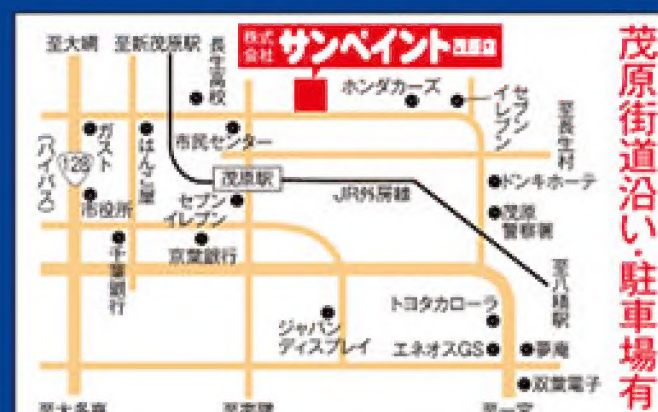 株式会社 サンペイント 茂原店
至大網
至新茂原駅
長生高校
ホンダカーズ
セブンイレブン
至長生村
ガスト
はんこ屋
市民センター
128
(バイパス)
茂原駅
JR外房線
ドンキホーテ
茂原
警察署
市役所
セブン
イレブン
千葉銀行
京葉銀行
至八積駅
トヨタカローラ
ジャパン
ディスプレイ
エネオスGS
夢庵
双葉電子
茂原街道沿い・駐車場有